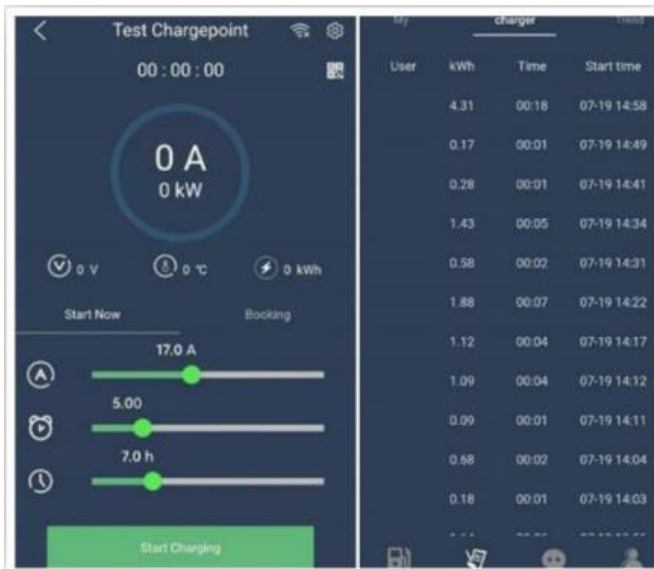 Test Chargepoint
00 : 00 : 00
0 A
0 kW
0 V
0 ℃
0 kWh
Start Now Booking
17.0 A
5.00
7.0 h
Start Charging
My charger Trend
User kWh Time Start time
4.31 00:18 07-19 14:58
0.17 00:01 07-19 14:49
0.28 00:01 07-19 14:41
1.43 00:05 07-19 14:34
0.58 00:02 07-19 14:31
1.88 00:07 07-19 14:22
1.12 00:04 07-19 14:17
1.09 00:04 07-19 14:12
0.09 00:01 07-19 14:11
0.68 00:02 07-19 14:04
0.18 00:01 07-19 14:03